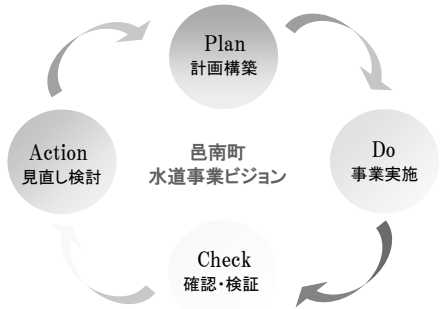 Plan
計画構築
Do
事業実施
Check
確認・検証
Action
見直し検討
邑南町
水道事業ビジョン